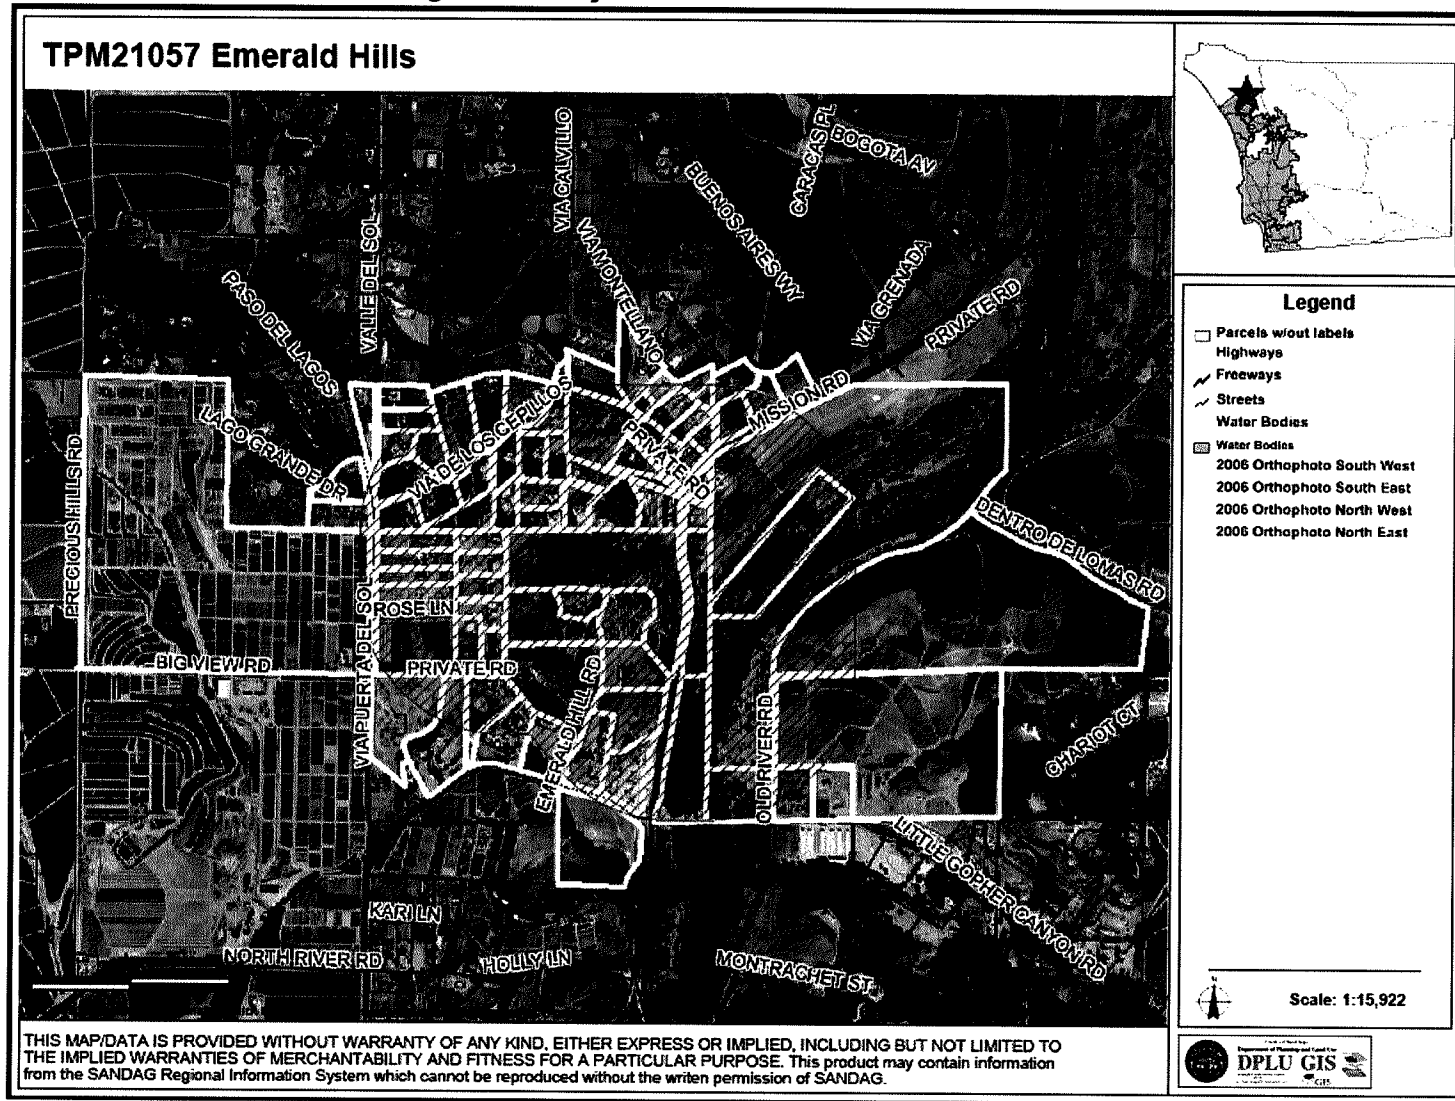 TPM21057 Emerald Hills
VIA CALVILLO
CARACAS PL
BOGOTA AV
BUENOS AIRES WY
VALLE DEL SOL
VIA MONTELLANO
VIA GRENADA
PRIVATE RD
PASO DEL LAGOS
LAGO GRANDE DR
PRECIOUS HILLS RD
VIA DE LOS CEPILLOS
PRIVATE RD
MISSION RD
DENTRO DE LOMAS RD
ROSE LN
VIA PUERTA DEL SOL
BIG VIEW RD
PRIVATE RD
EMERALD HILL RD
OLD RIVER RD
CHARIOT CT
LITTLE GOPHER CANYON RD
KARI LN
NORTH RIVER RD
HOLLY LN
MONTRACHET ST
Legend
Parcels w/out labels
Highways
Freeways
Streets
Water Bodies
Water Bodies
2006 Orthophoto South West
2006 Orthophoto South East
2006 Orthophoto North West
2006 Orthophoto North East
Scale: 1:15,922
THIS MAP/DATA IS PROVIDED WITHOUT WARRANTY OF ANY KIND, EITHER EXPRESS OR IMPLIED, INCLUDING BUT NOT LIMITED TO
THE IMPLIED WARRANTIES OF MERCHANTABILITY AND FITNESS FOR A PARTICULAR PURPOSE. This product may contain information
from the SANDAG Regional Information System which cannot be reproduced without the writen permission of SANDAG.
Department of Planning and Land Use
DPLU GIS
GIS